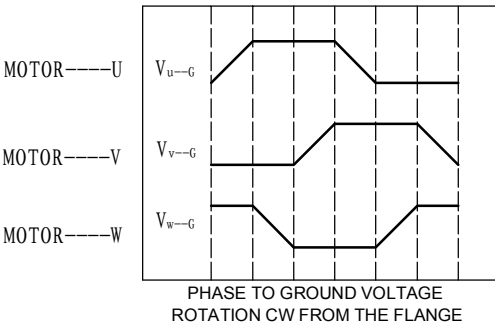 MOTOR----U Vu--G
MOTOR----V Vv--G
MOTOR----W Vw--G
PHASE TO GROUND VOLTAGE
ROTATION CW FROM THE FLANGE